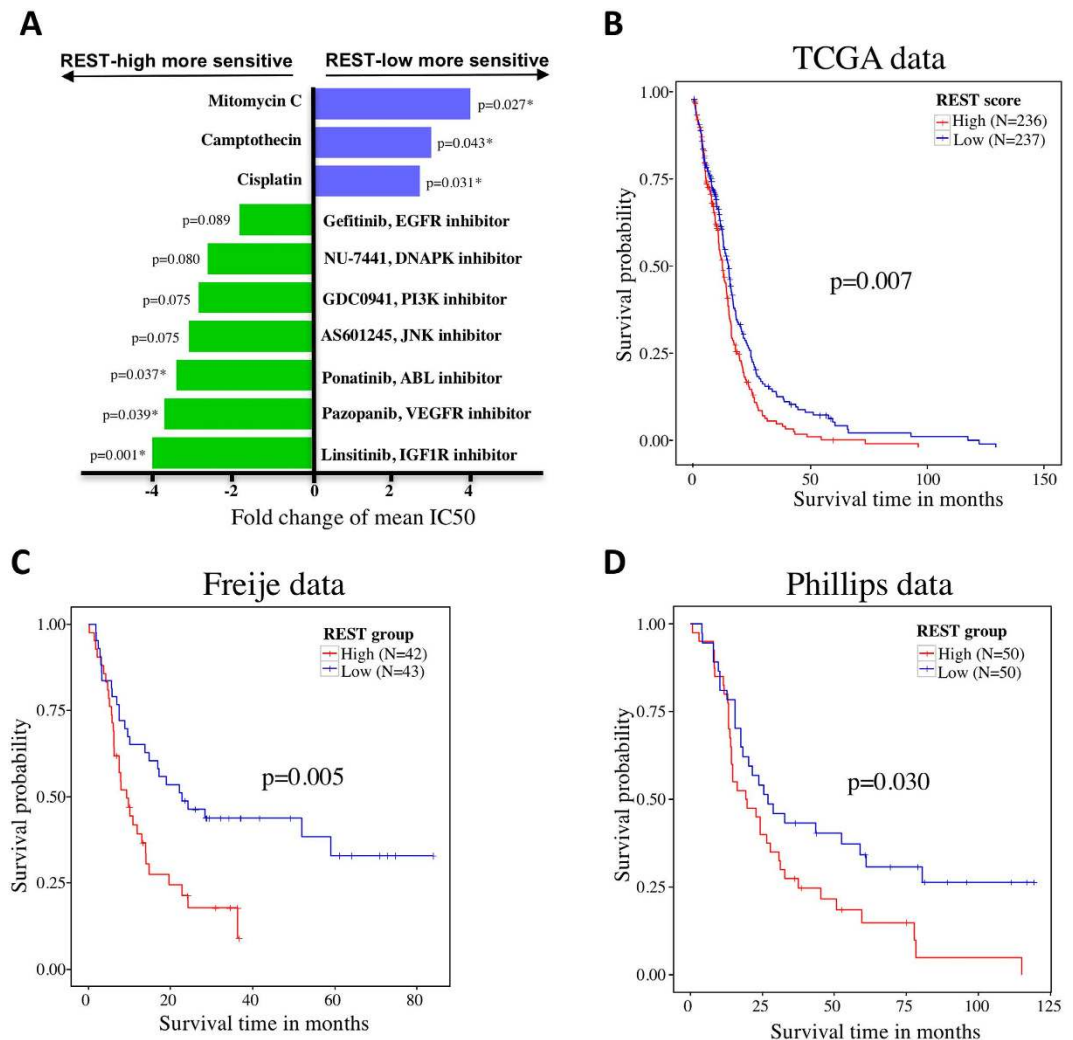 A
REST-high more sensitive
REST-low more sensitive
Mitomycin C
p=0.027*
Camptothecin
p=0.043*
Cisplatin
p=0.031*
p=0.089
Gefitinib, EGFR inhibitor
p=0.080
NU-7441, DNAPK inhibitor
p=0.075
GDC0941, PI3K inhibitor
p=0.075
AS601245, JNK inhibitor
p=0.037*
Ponatinib, ABL inhibitor
p=0.039*
Pazopanib, VEGFR inhibitor
p=0.001*
Linsitinib, IGF1R inhibitor
-4 -2 0 2 4
Fold change of mean IC50
B
TCGA data
REST score
High (N=236)
Low (N=237)
p=0.007
Survival probability
1.00
0.75
0.50
0.25
0.00
0 50 100 150
Survival time in months
C
Freije data
REST group
High (N=42)
Low (N=43)
p=0.005
Survival probability
1.00
0.75
0.50
0.25
0.00
0 20 40 60 80
Survival time in months
D
Phillips data
REST group
High (N=50)
Low (N=50)
p=0.030
Survival probability
1.00
0.75
0.50
0.25
0.00
0 25 50 75 100 125
Survival time in months